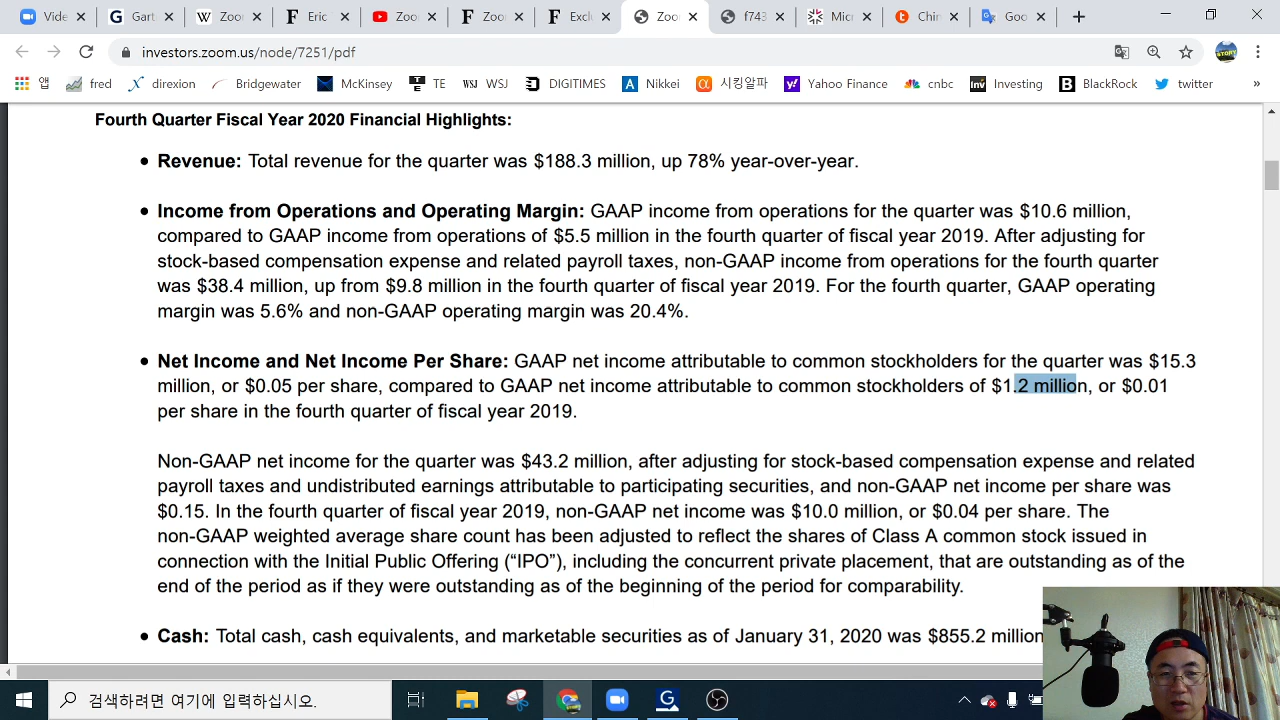 Vide
Gart
Zoo
Eric
Zoo
Zoo
Exclu
Zoo
f743
Micr
Chin
Goo
investors.zoom.us/node/7251/pdf
앱
fred
direxion
Bridgewater
McKinsey
TE
WSJ WSJ
DIGITIMES
Nikkei
시킹알파
Yahoo Finance
cnbc
Investing
BlackRock
twitter
»
Fourth Quarter Fiscal Year 2020 Financial Highlights:
• Revenue: Total revenue for the quarter was $188.3 million, up 78% year-over-year.
• Income from Operations and Operating Margin: GAAP income from operations for the quarter was $10.6 million,
compared to GAAP income from operations of $5.5 million in the fourth quarter of fiscal year 2019. After adjusting for
stock-based compensation expense and related payroll taxes, non-GAAP income from operations for the fourth quarter
was $38.4 million, up from $9.8 million in the fourth quarter of fiscal year 2019. For the fourth quarter, GAAP operating
margin was 5.6% and non-GAAP operating margin was 20.4%.
• Net Income and Net Income Per Share: GAAP net income attributable to common stockholders for the quarter was $15.3
million, or $0.05 per share, compared to GAAP net income attributable to common stockholders of $1.2 million, or $0.01
per share in the fourth quarter of fiscal year 2019.
Non-GAAP net income for the quarter was $43.2 million, after adjusting for stock-based compensation expense and related
payroll taxes and undistributed earnings attributable to participating securities, and non-GAAP net income per share was
$0.15. In the fourth quarter of fiscal year 2019, non-GAAP net income was $10.0 million, or $0.04 per share. The
non-GAAP weighted average share count has been adjusted to reflect the shares of Class A common stock issued in
connection with the Initial Public Offering (“IPO”), including the concurrent private placement, that are outstanding as of the
end of the period as if they were outstanding as of the beginning of the period for comparability.
• Cash: Total cash, cash equivalents, and marketable securities as of January 31, 2020 was $855.2 million
검색하려면 여기에 입력하십시오.